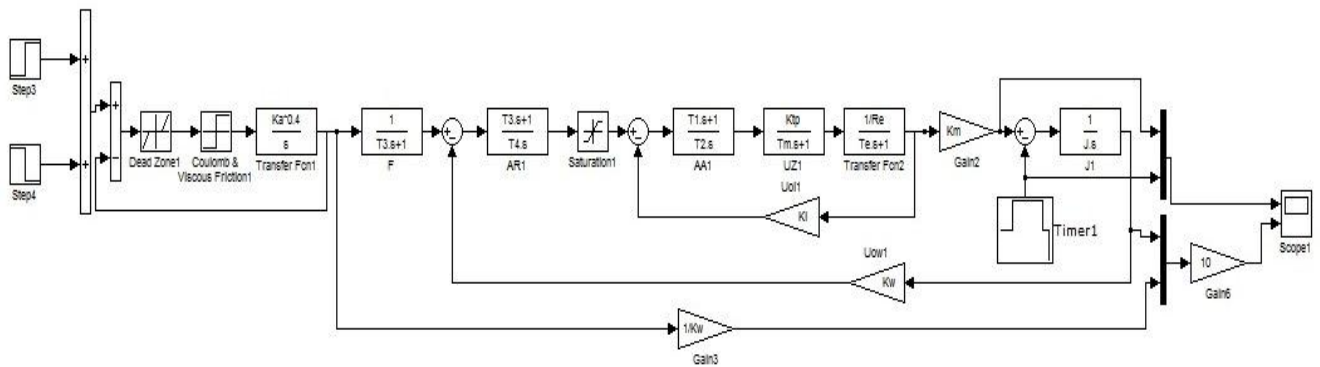 Step3
Step4
+
+
+
−
Dead Zone1
Coulomb &
Viscous Friction1
Ka*0.4
s
Transfer Fcn1
1
T3.s+1
F
+
−
T3.s+1
T4.s
AR1
Saturation1
+
−
T1.s+1
T2.s
AA1
Ktp
Tm.s+1
UZ1
1/Re
Te.s+1
Transfer Fcn2
Km
Gain2
+
−
1
J.s
J1
Timer1
Uoi1
Ki
Uow1
Kw
1/Kw
Gain3
10
Gain6
Scope1